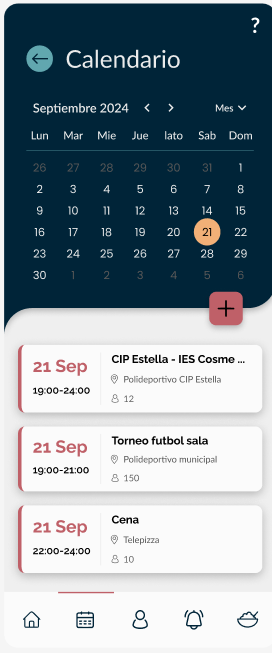 ?
Calendario
Septiembre 2024 Mes
Lun Mar Mie Jue lato Sab Dom
26 27 28 29 30 31 1
2 3 4 5 6 7 8
9 10 11 12 13 14 15
16 17 18 19 20 21 22
23 24 25 26 27 28 29
30 1 2 3 4 5 6
+
21 Sep
19:00-24:00
CIP Estella - IES Cosme ...
Polideportivo CIP Estella
12
21 Sep
19:00-21:00
Torneo futbol sala
Polideportivo municipal
150
21 Sep
22:00-24:00
Cena
Telepizza
10